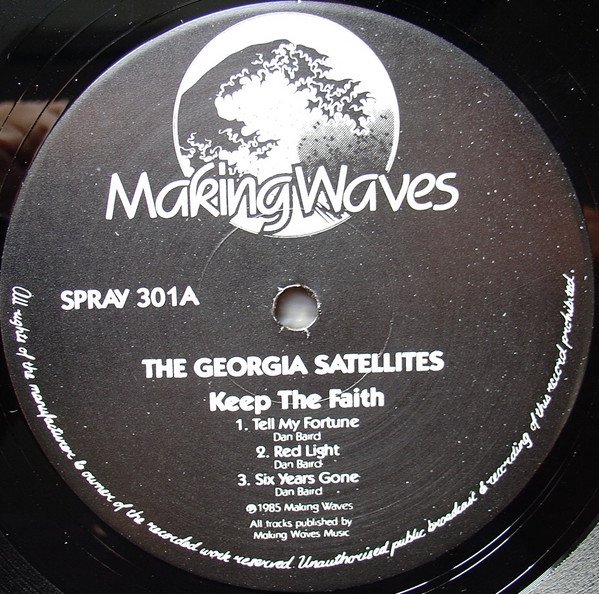 Making Waves
SPRAY 301A
THE GEORGIA SATELLITES
Keep The Faith
1. Tell My Fortune
Dan Baird
2. Red Light
Dan Baird
3. Six Years Gone
Dan Baird
℗ 1985 Making Waves
All tracks published by
Making Waves Music
All rights of the manufacturer & owner of the recorded work reserved. Unauthorised public broadcast & recording of this record prohibited.